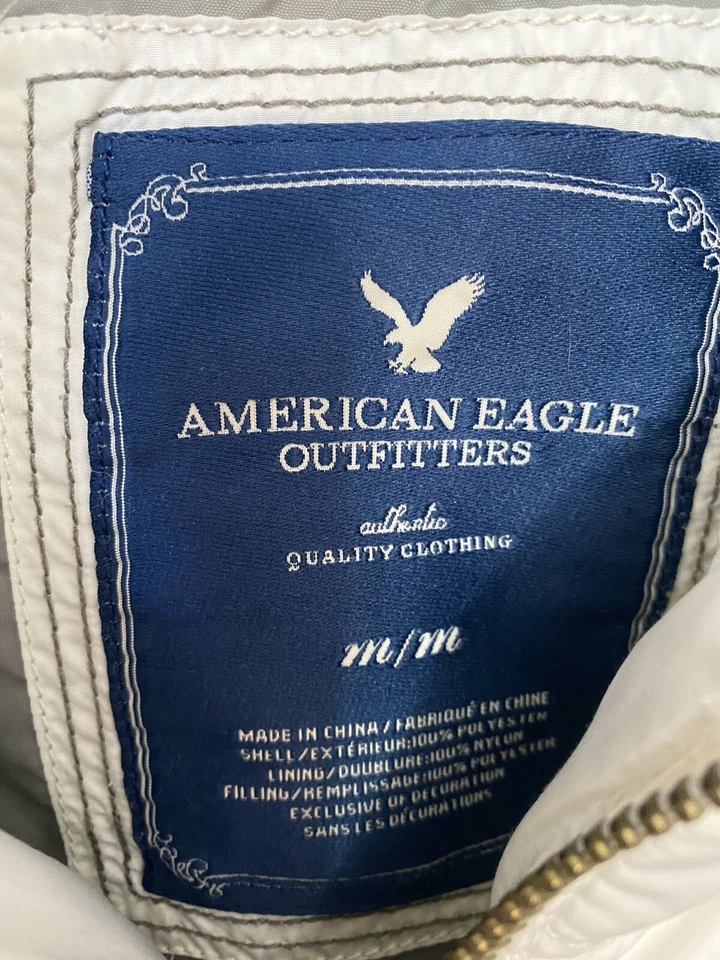 AMERICAN EAGLE
OUTFITTERS
authentic
QUALITY CLOTHING
m/m
MADE IN CHINA/FABRIQUÉ EN CHINE
SHELL/EXTÉRIEUR:100% POLYESTER
LINING/DOUBLURE:100% NYLON
FILLING/REMPLISSAGE:100% POLYESTER
EXCLUSIVE OF DECORATION
SANS LES DÉCORATIONS